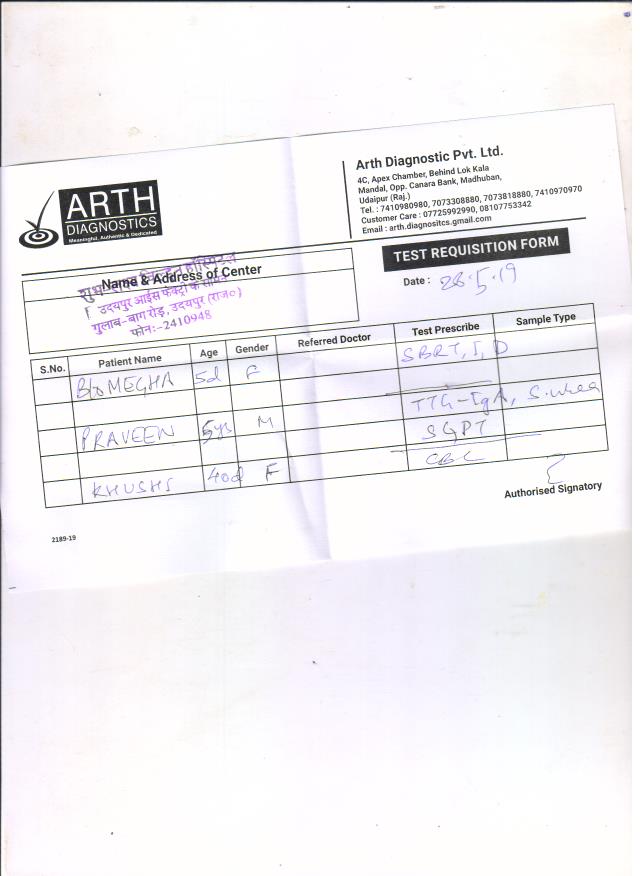 ARTH
DIAGNOSTICS
Meaningful, Authentic & Dedicated
Arth Diagnostic Pvt. Ltd.
4C, Apex Chamber, Behind Lok Kala
Mandal, Opp. Canara Bank, Madhuban,
Udaipur (Raj.)
Tel. : 7410980980, 7073308880, 7073818880, 7410970970
Customer Care : 07725992990, 08107753342
Email : arth.diagnositcs.gmail.com
TEST REQUISITION FORM
Date : 28.5.19
Name & Address of Center
उदयपुर आईस फैक्ट्री के सामने
गुलाब-बाग रोड़, उदयपुर (राज०)
फोन:-2410948
S.No. Patient Name Age Gender Referred Doctor Test Prescribe Sample Type
B/o MEGHA 5d F SBRT, I, D
TTG-IgA, S. urea
PRAVEEN 5ys M SGPT
KHUSHI 40d F CBC
Authorised Signatory
2189-19